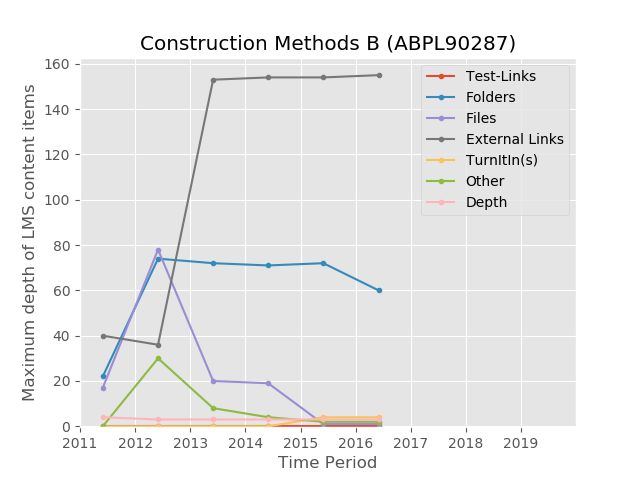 Construction Methods B (ABPL90287)
Maximum depth of LMS content items
160
140
120
100
80
60
40
20
0
2011 2012 2013 2014 2015 2016 2017 2018 2019
Time Period
Test-Links
Folders
Files
External Links
TurnItIn(s)
Other
Depth